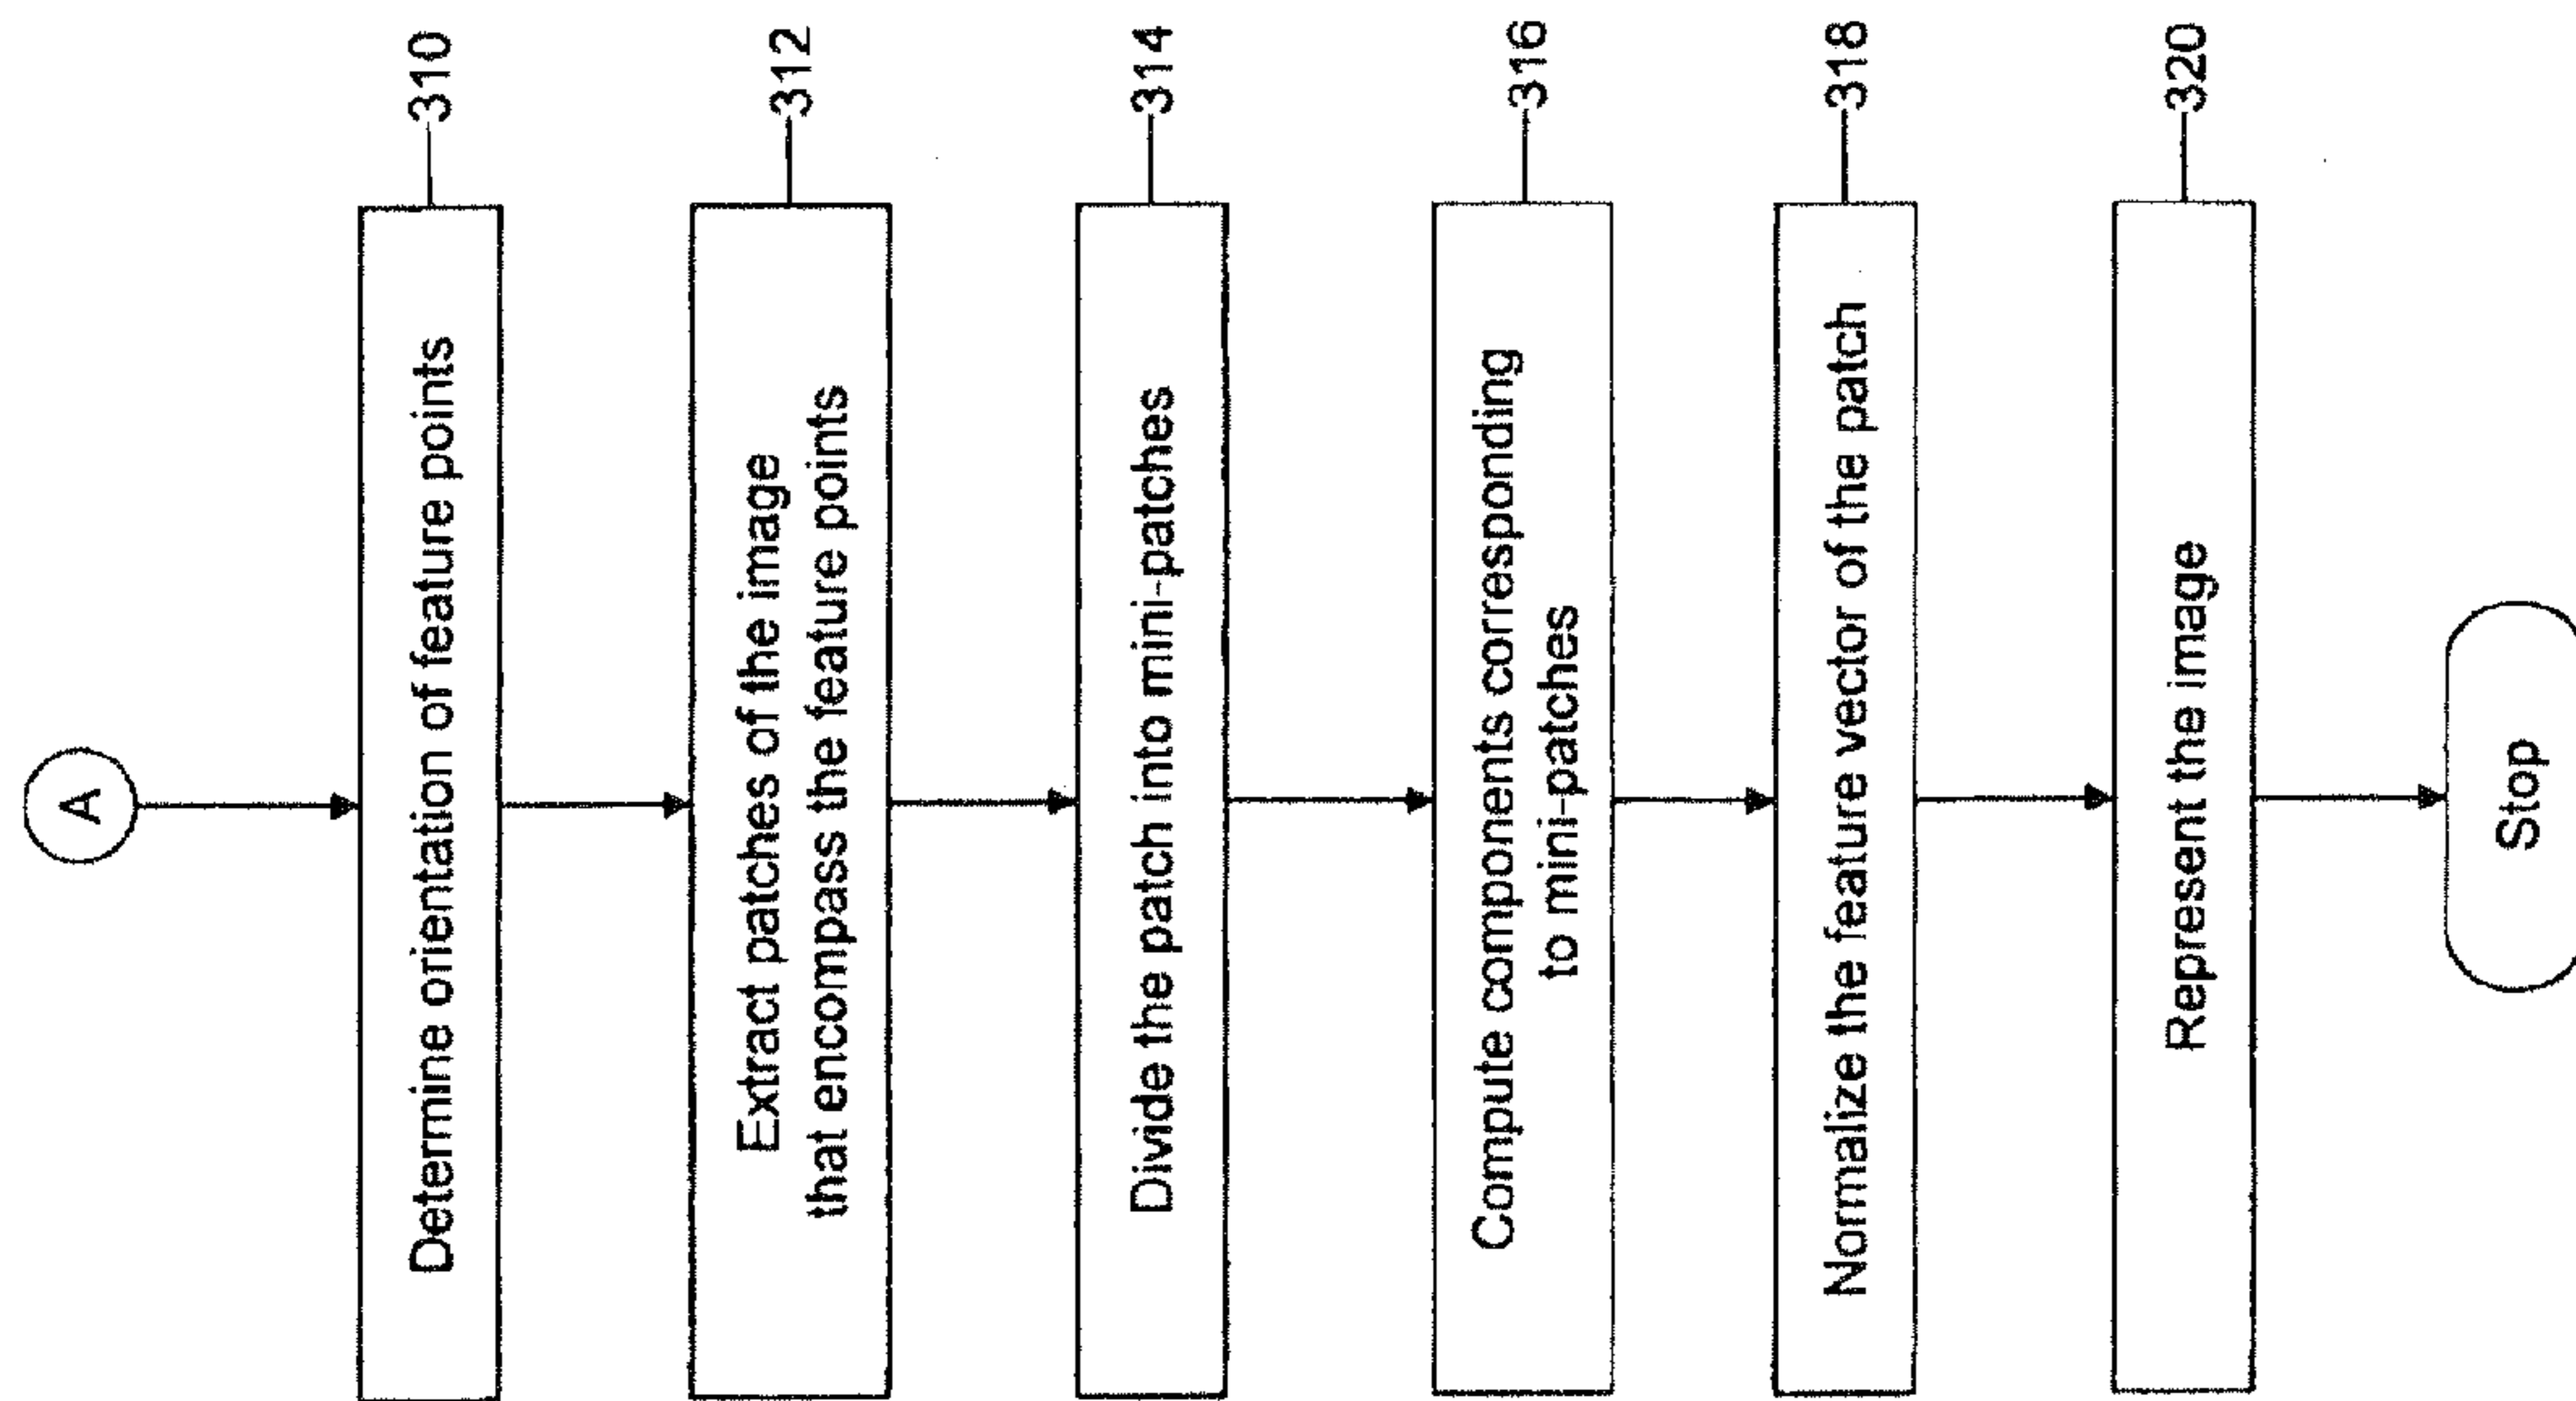 A
Determine orientation of feature points
310
Extract patches of the image
that encompass the feature points
312
Divide the patch into mini-patches
314
Compute components corresponding
to mini-patches
316
Normalize the feature vector of the patch
318
Represent the image
320
Stop